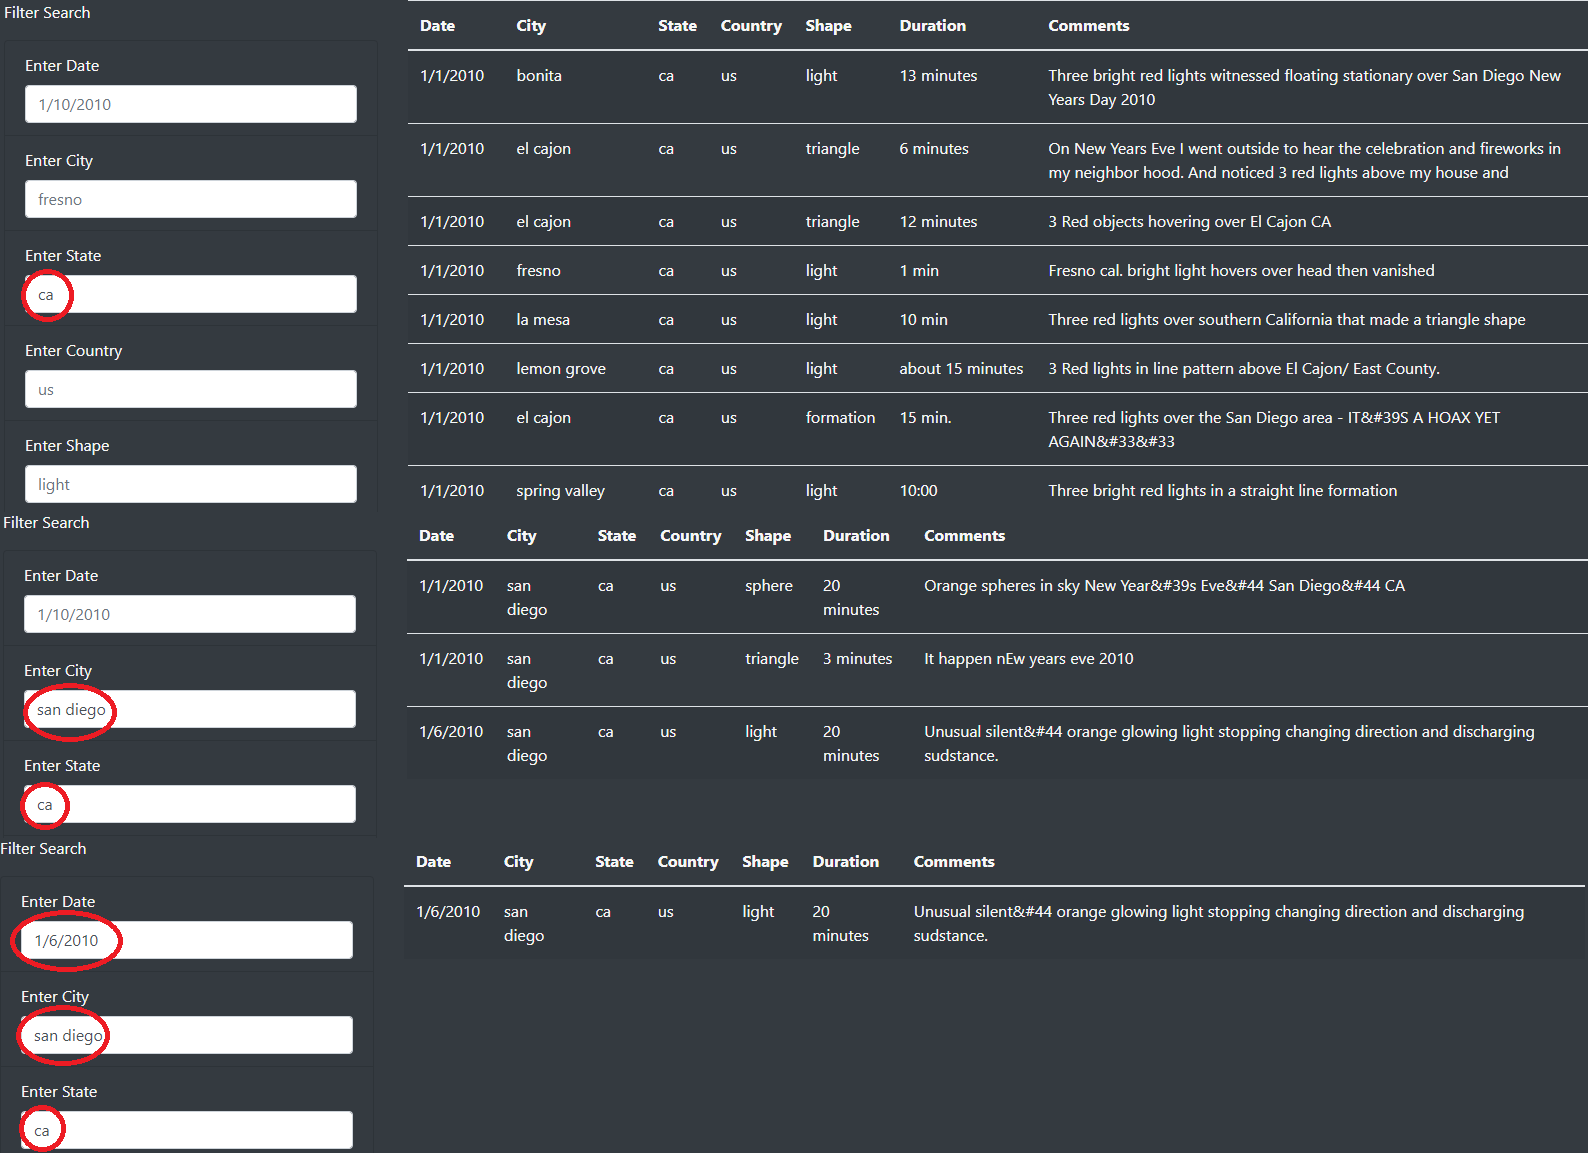 Filter Search
Enter Date
1/10/2010
Enter City
fresno
Enter State
ca
Enter Country
us
Enter Shape
light
Date City State Country Shape Duration Comments
1/1/2010 bonita ca us light 13 minutes Three bright red lights witnessed floating stationary over San Diego New
Years Day 2010
1/1/2010 el cajon ca us triangle 6 minutes On New Years Eve I went outside to hear the celebration and fireworks in
my neighbor hood. And noticed 3 red lights above my house and
1/1/2010 el cajon ca us triangle 12 minutes 3 Red objects hovering over El Cajon CA
1/1/2010 fresno ca us light 1 min Fresno cal. bright light hovers over head then vanished
1/1/2010 la mesa ca us light 10 min Three red lights over southern California that made a triangle shape
1/1/2010 lemon grove ca us light about 15 minutes 3 Red lights in line pattern above El Cajon/ East County.
1/1/2010 el cajon ca us formation 15 min. Three red lights over the San Diego area - IT&#39S A HOAX YET
AGAIN&#33&#33
1/1/2010 spring valley ca us light 10:00 Three bright red lights in a straight line formation
Filter Search
Enter Date
1/10/2010
Enter City
san diego
Enter State
ca
Date City State Country Shape Duration Comments
1/1/2010 san ca us sphere 20 Orange spheres in sky New Year&#39s Eve&#44 San Diego&#44 CA
diego minutes
1/1/2010 san ca us triangle 3 minutes It happen nEw years eve 2010
diego
1/6/2010 san ca us light 20 Unusual silent&#44 orange glowing light stopping changing direction and discharging
diego minutes sudstance.
Filter Search
Enter Date
1/6/2010
Enter City
san diego
Enter State
ca
Date City State Country Shape Duration Comments
1/6/2010 san ca us light 20 Unusual silent&#44 orange glowing light stopping changing direction and discharging
diego minutes sudstance.